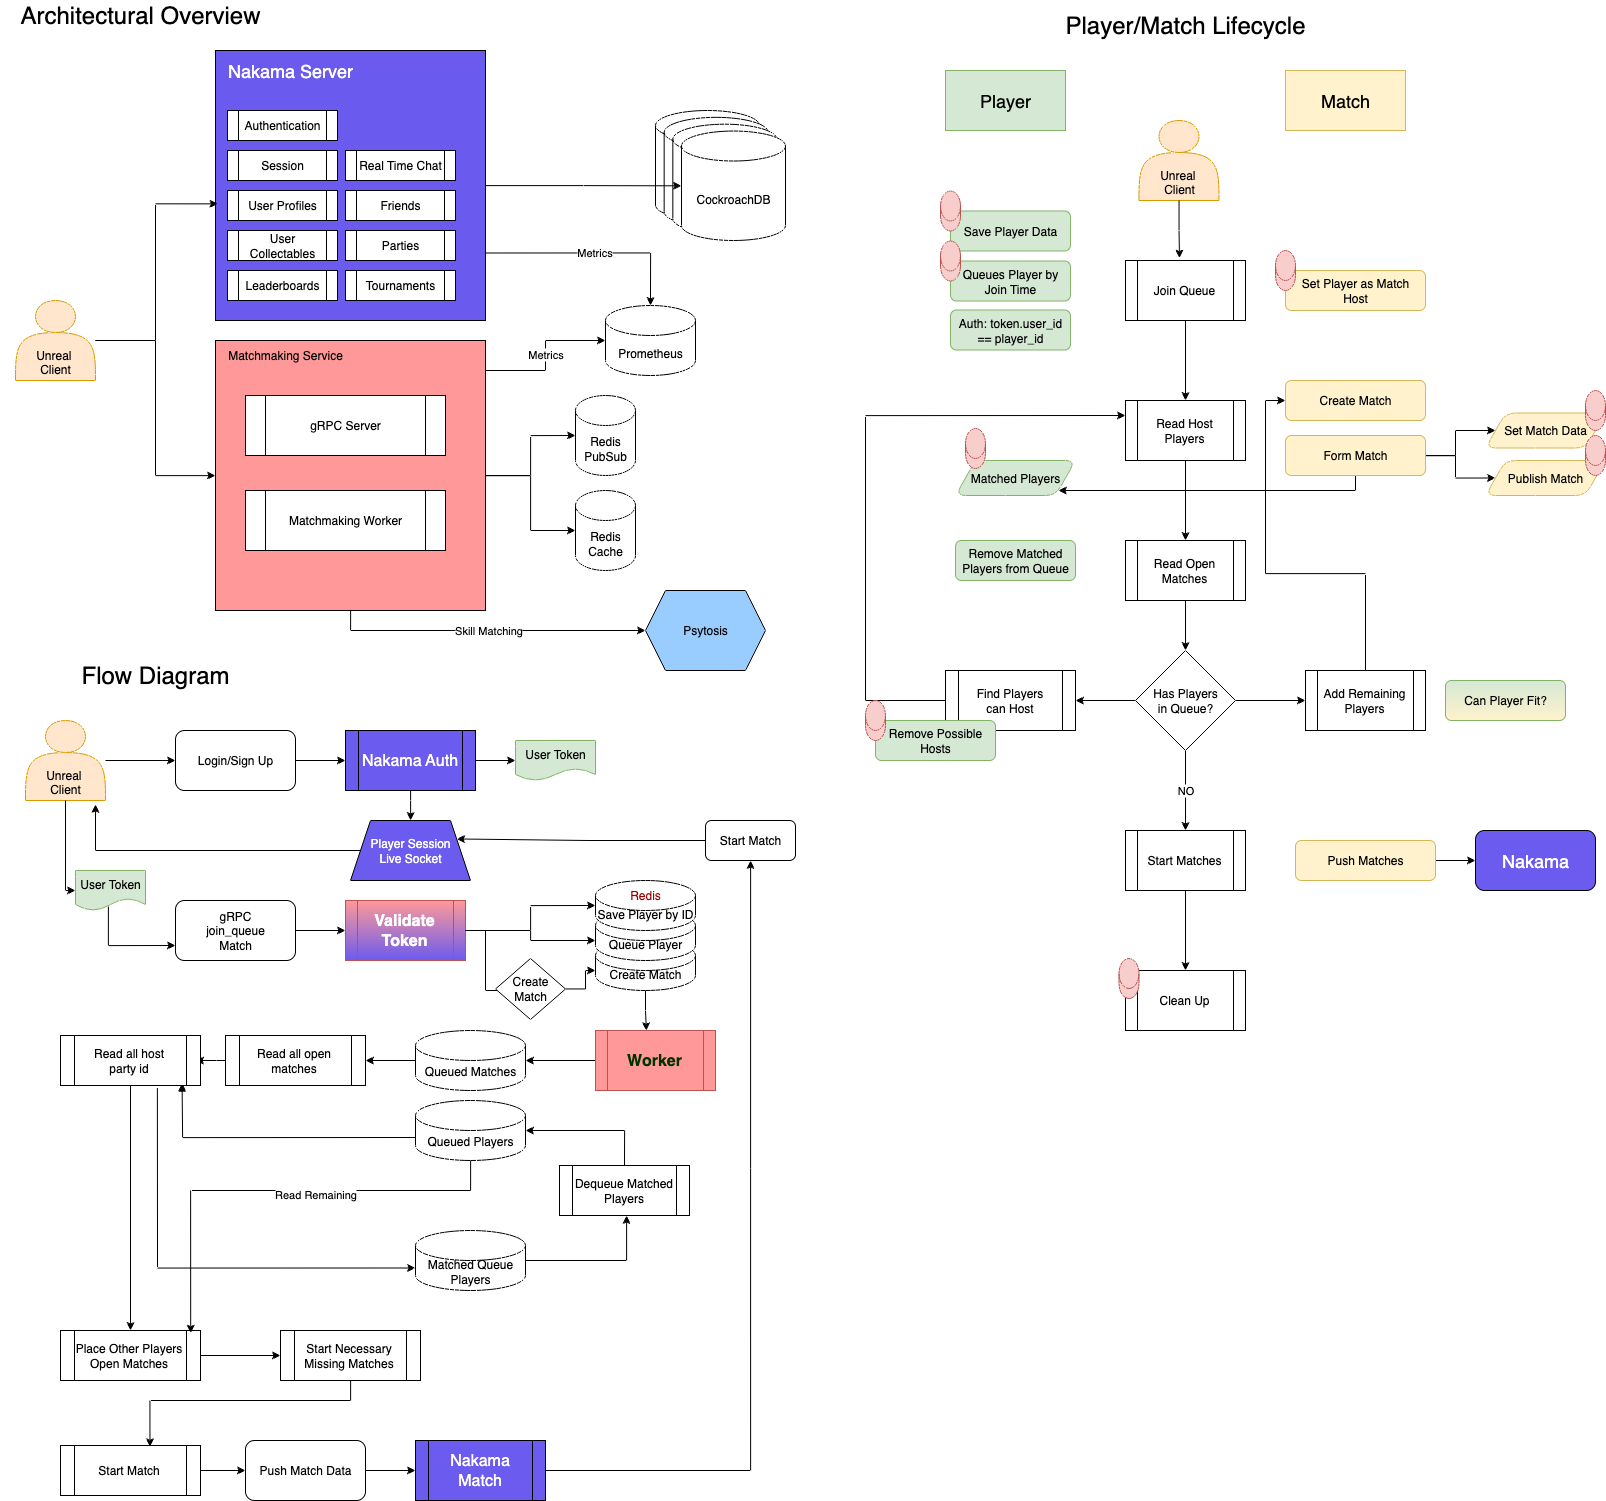 Architectural Overview
Nakama Server
Authentication
Session
Real Time Chat
User Profiles
Friends
User
Collectables
Parties
Leaderboards
Tournaments
CockroachDB
Metrics
Unreal
Client
Matchmaking Service
gRPC Server
Matchmaking Worker
Metrics
Prometheus
Redis
PubSub
Redis
Cache
Skill Matching
Psytosis
Flow Diagram
Unreal
Client
Login/Sign Up
Nakama Auth
User Token
Player Session
Live Socket
Start Match
User Token
gRPC
join_queue
Match
Validate
Token
Redis
Save Player by ID
Queue Player
Create Match
Create
Match
Worker
Queued Matches
Read all open
matches
Read all host
party id
Queued Players
Read Remaining
Dequeue Matched
Players
Matched Queue
Players
Place Other Players
Open Matches
Start Necessary
Missing Matches
Start Match
Push Match Data
Nakama
Match
Player/Match Lifecycle
Player
Match
Unreal
Client
Save Player Data
Queues Player by
Join Time
Auth: token.user_id
== player_id
Join Queue
Set Player as Match
Host
Read Host
Players
Create Match
Form Match
Set Match Data
Publish Match
Matched Players
Remove Matched
Players from Queue
Read Open
Matches
Find Players
can Host
Remove Possible
Hosts
Has Players
in Queue?
Add Remaining
Players
Can Player Fit?
NO
Start Matches
Push Matches
Nakama
Clean Up